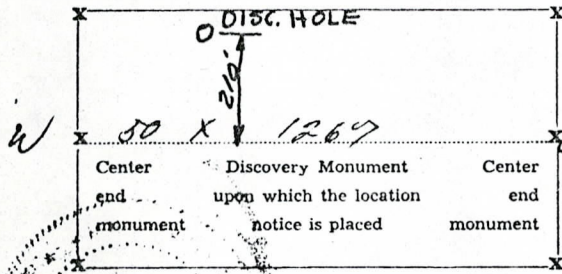 X X
O DISC. HOLE
210'
W X 50 X 1267 X
Center Discovery Monument Center
end upon which the location end
monument notice is placed monument
X X